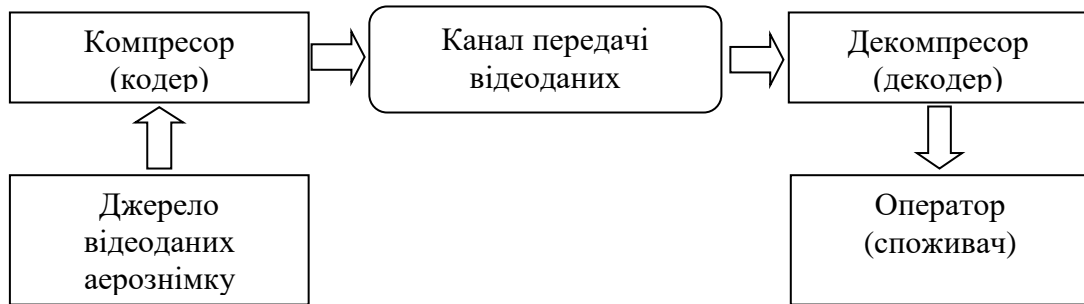 Компресор
(кодер)
Канал передачі
відеоданих
Декомпресор
(декодер)
Джерело
відеоданих
аерознімку
Оператор
(споживач)